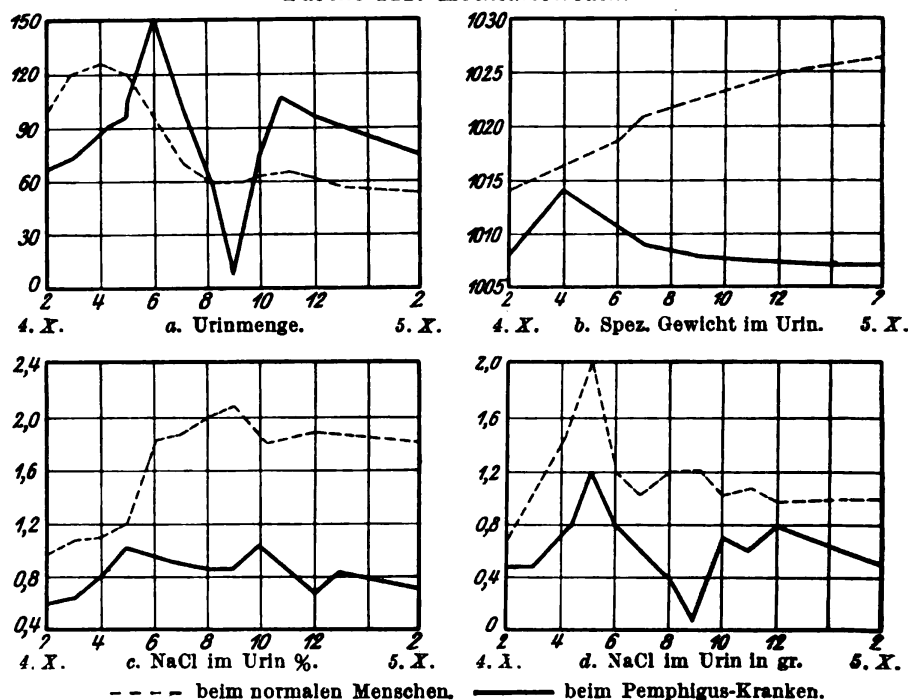 150
120
90
60
30
0
2 4 6 8 10 12 2
4. X. a. Urinmenge. 5. X.
1030
1025
1020
1015
1010
1005
2 4 6 8 10 12 2
4. X. b. Spez. Gewicht im Urin. 5. X.
2,4
2,0
1,6
1,2
0,8
0,4
2 4 6 8 10 12 2
4. X. c. NaCl im Urin %. 5. X.
2,0
1,6
1,2
0,8
0,4
0
2 4 6 8 10 12 2
4. X. d. NaCl im Urin in gr. 5. X.
beim normalen Menschen. beim Pemphigus-Kranken.